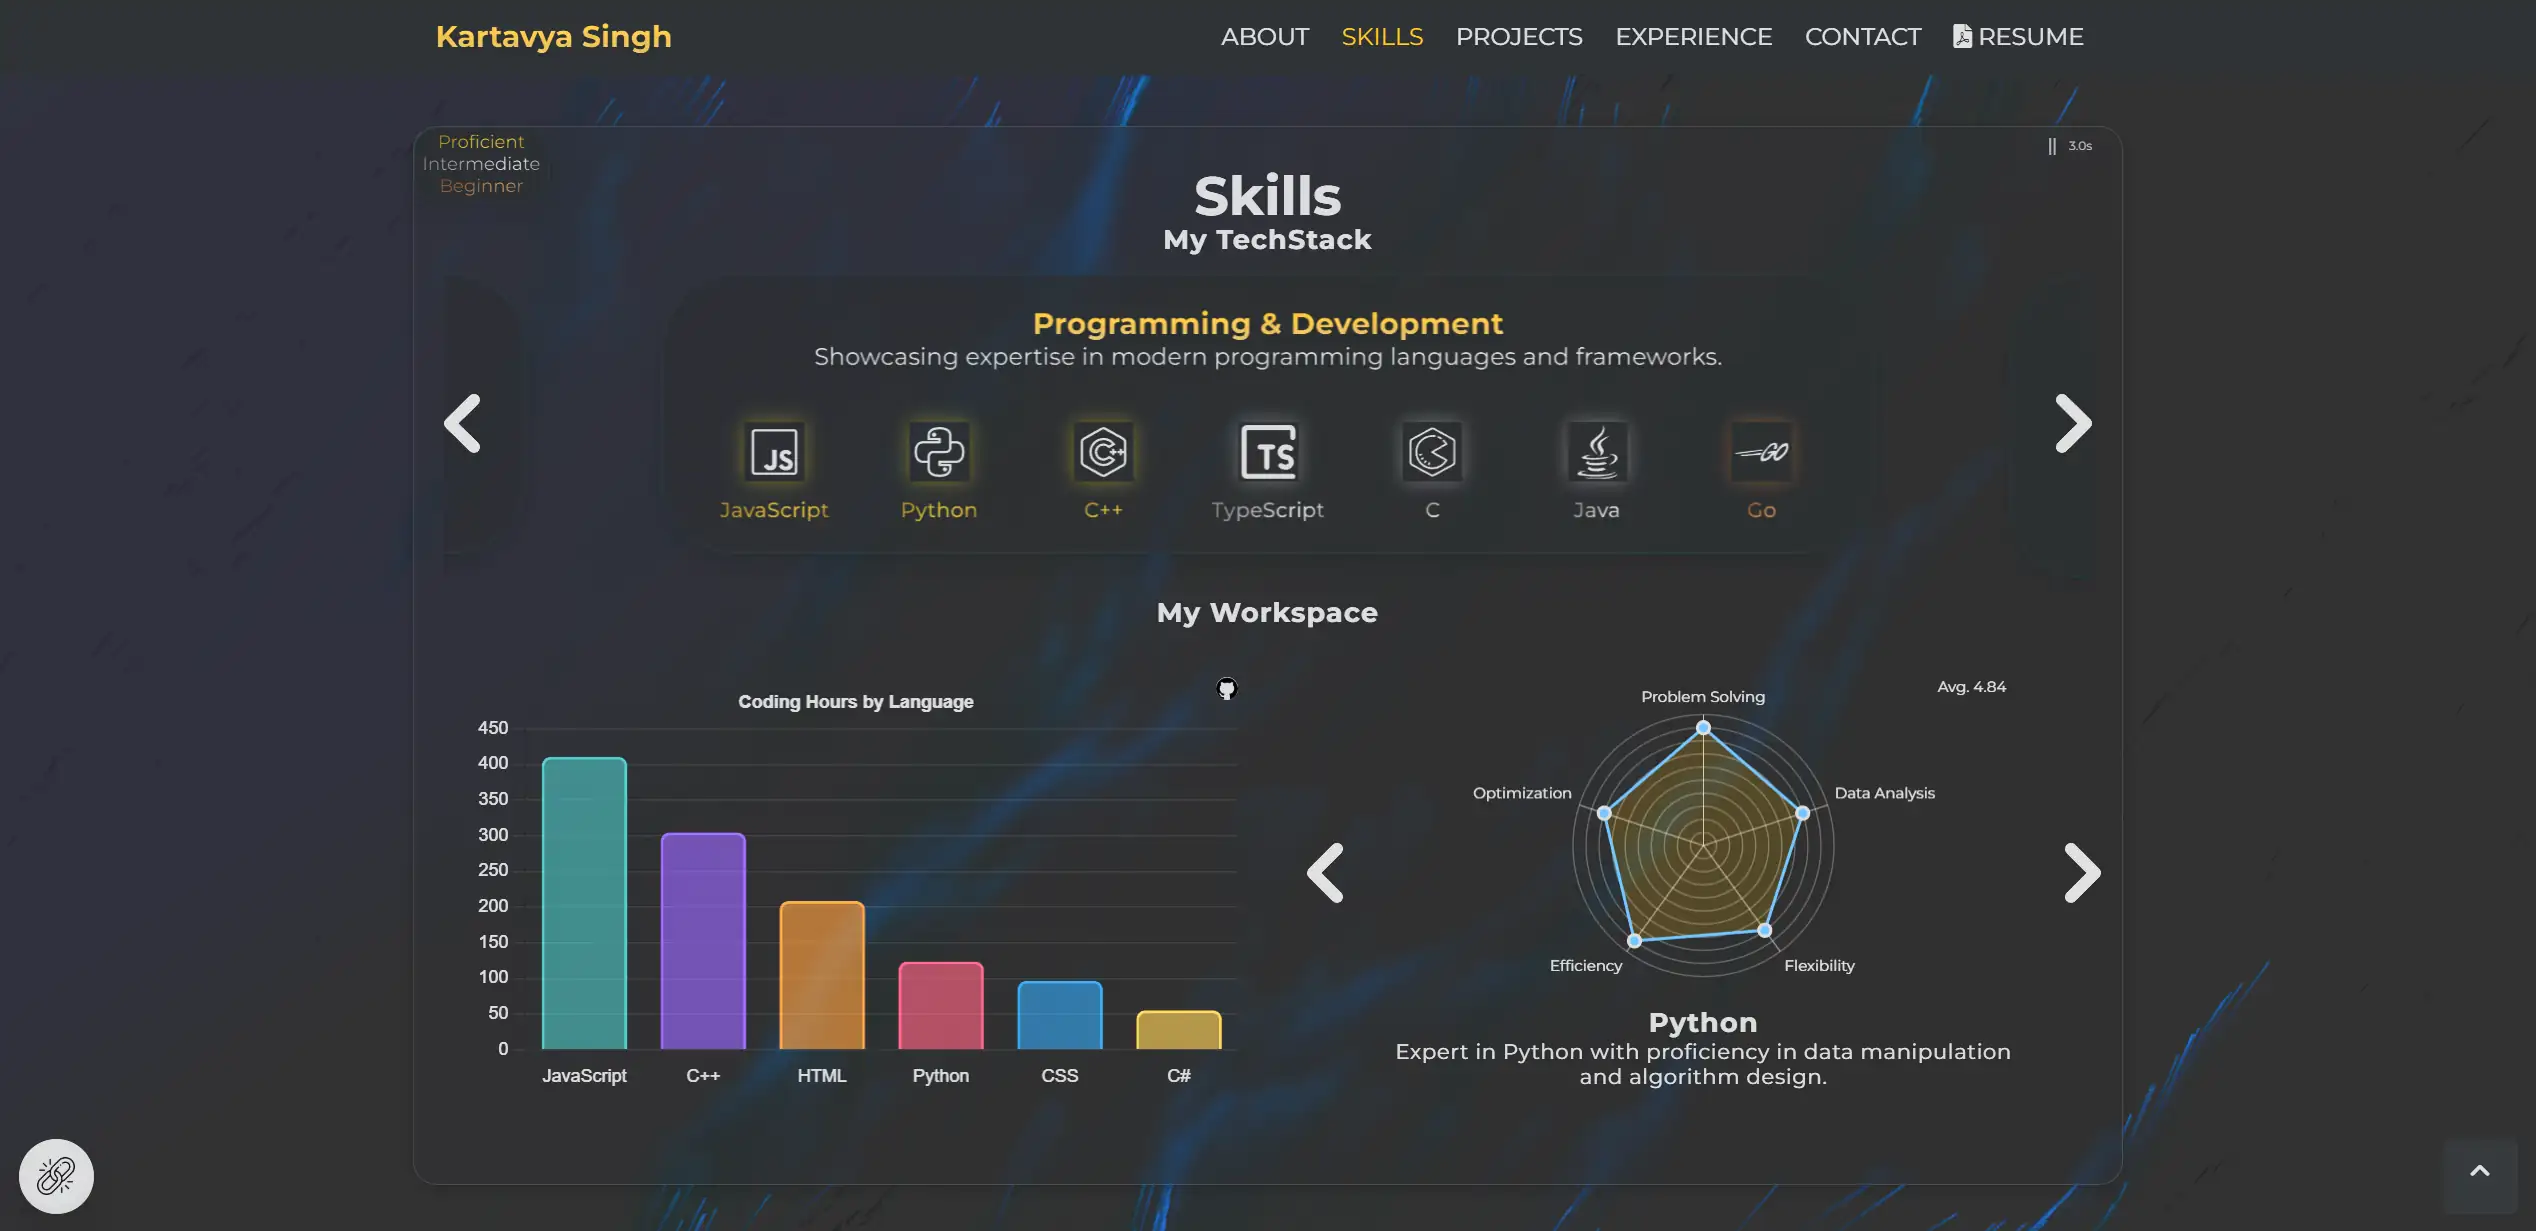 Kartavya Singh
ABOUT SKILLS PROJECTS EXPERIENCE CONTACT RESUME
Proficient
Intermediate
Beginner
3.0s
Skills
My TechStack
Programming & Development
Showcasing expertise in modern programming languages and frameworks.
JS C++ TS GO
JavaScript Python C++ TypeScript C Java Go
My Workspace
Coding Hours by Language
450
400
350
300
250
200
150
100
50
0
JavaScript C++ HTML Python CSS C#
Avg. 4.84
Problem Solving
Optimization Data Analysis
Efficiency Flexibility
Python
Expert in Python with proficiency in data manipulation
and algorithm design.